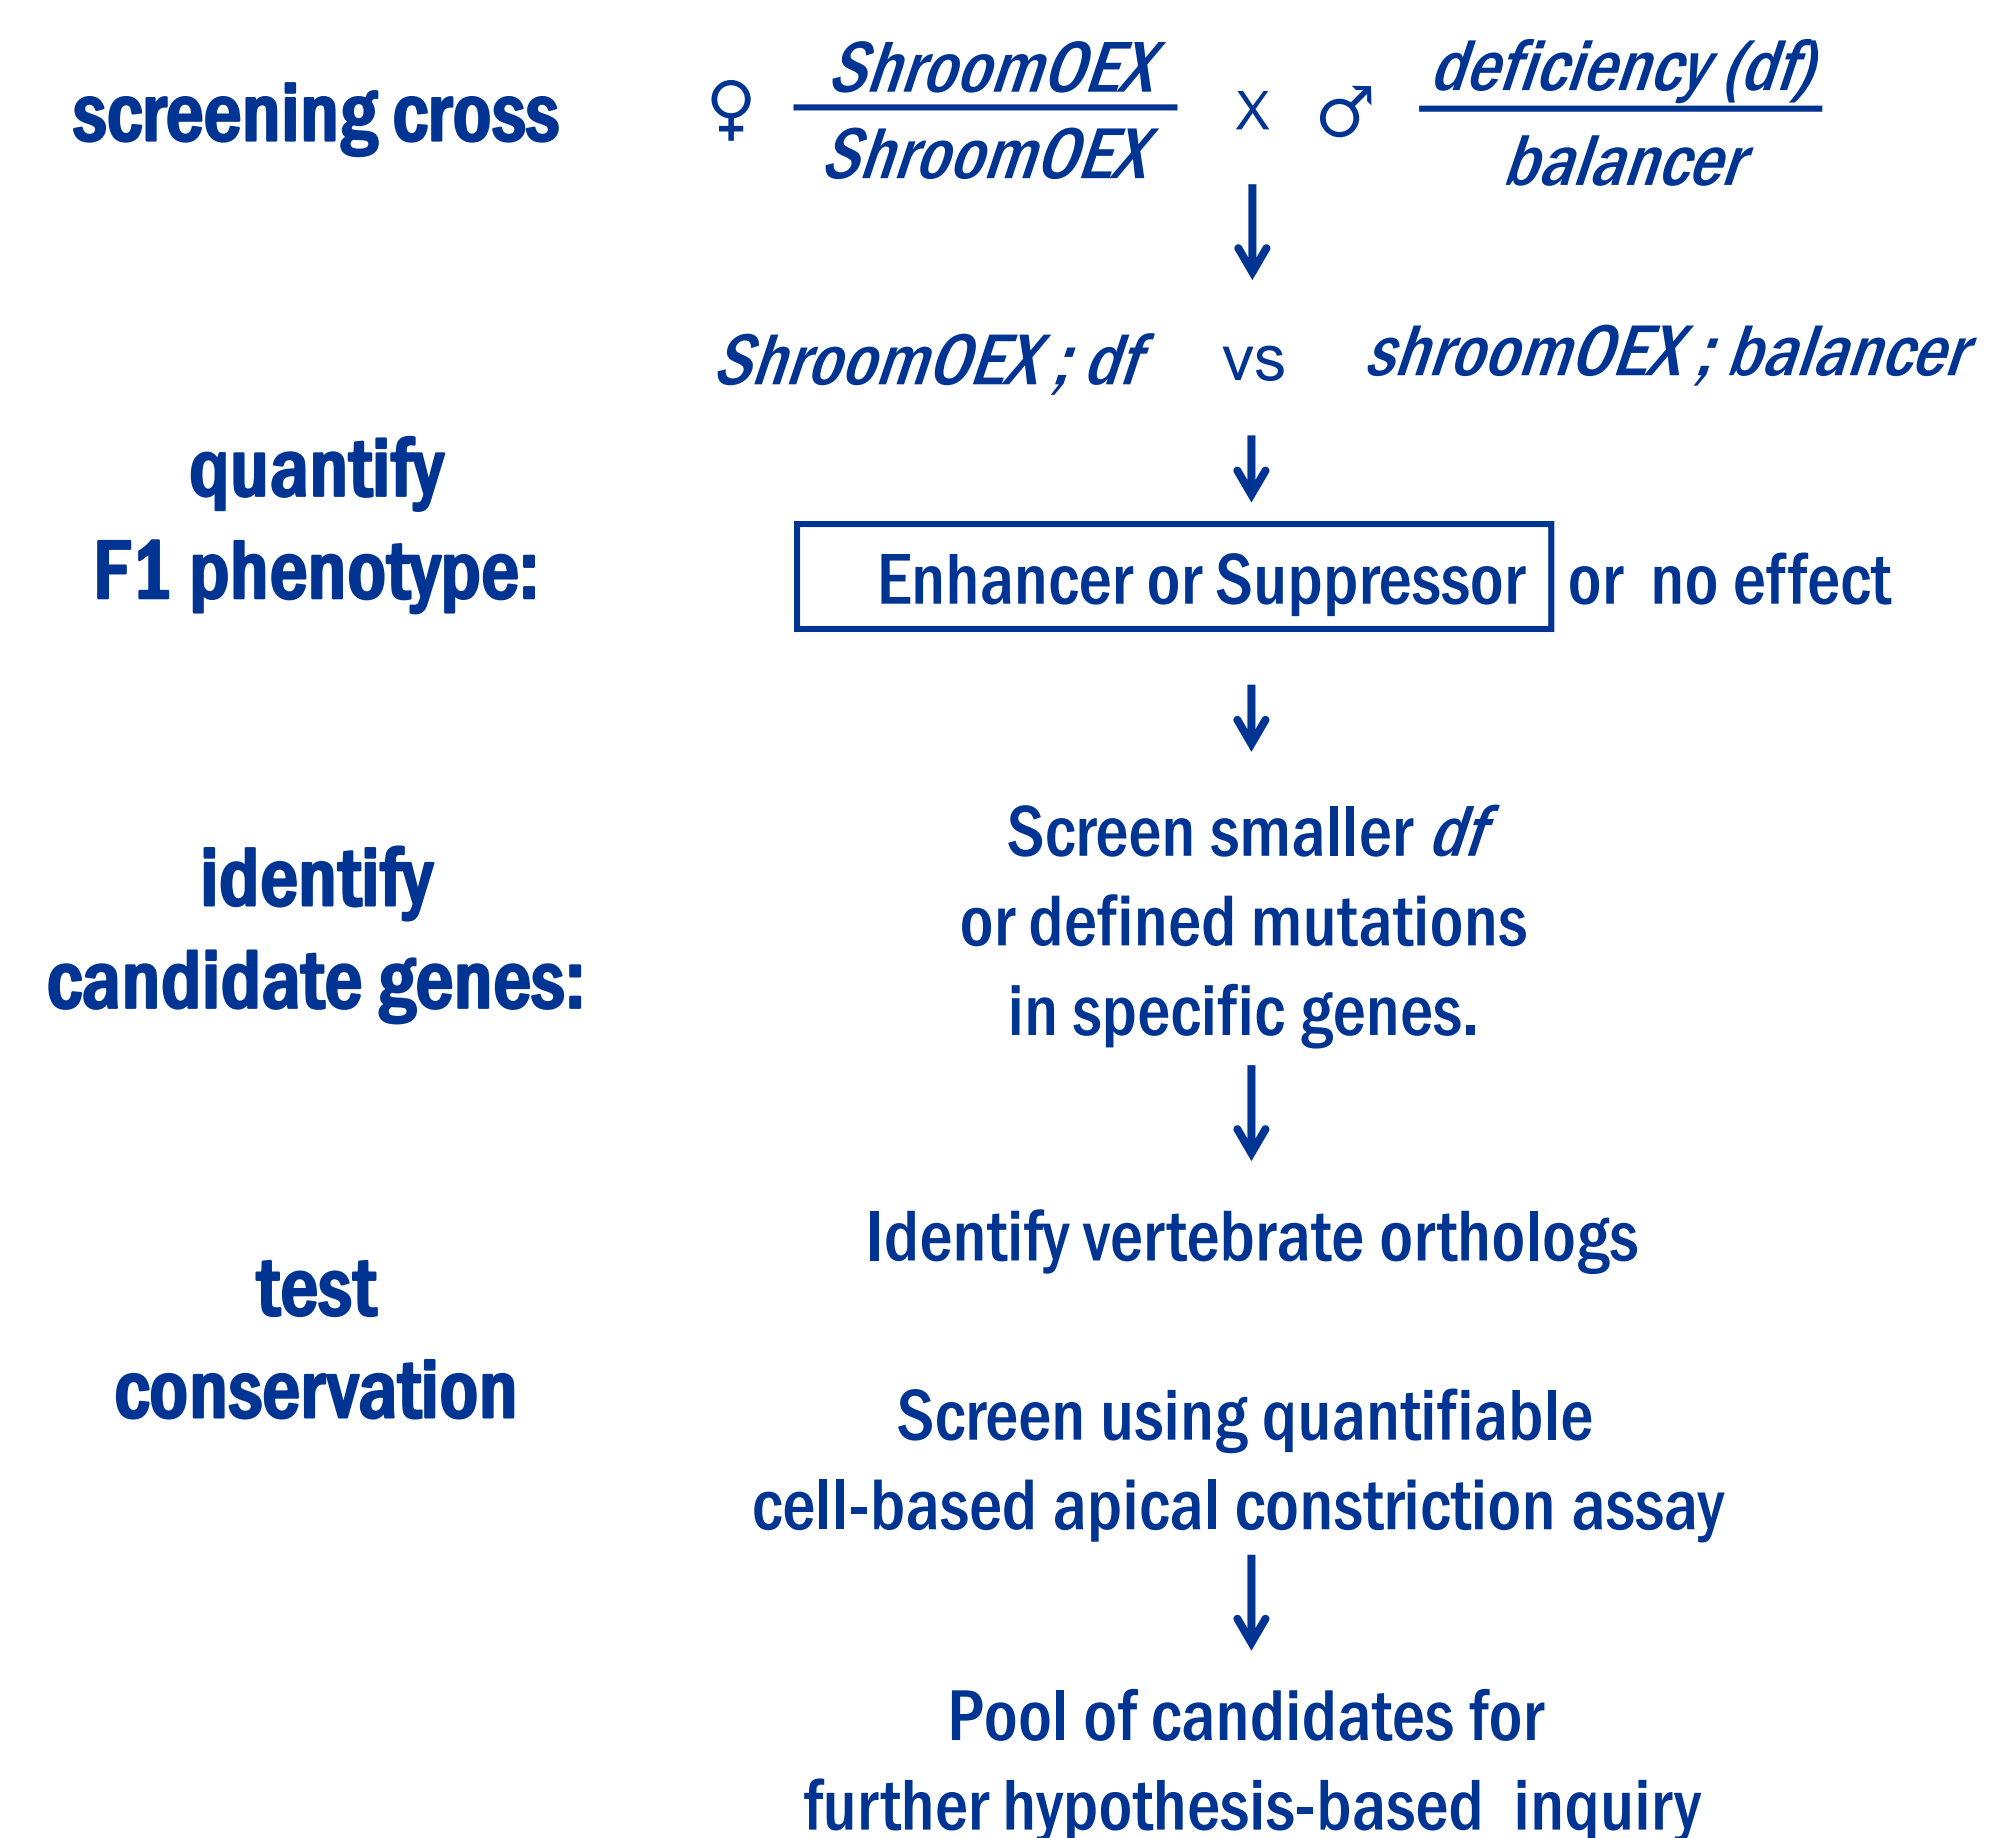 screening cross
♀ ShroomOEX X ♂ deficiency (df)
ShroomOEX balancer
ShroomOEX ; df vs shroomOEX ; balancer
quantify
F1 phenotype:
Enhancer or Suppressor or no effect
identify
candidate genes:
Screen smaller df
or defined mutations
in specific genes.
test
conservation
Identify vertebrate orthologs
Screen using quantifiable
cell-based apical constriction assay
Pool of candidates for
further hypothesis-based inquiry